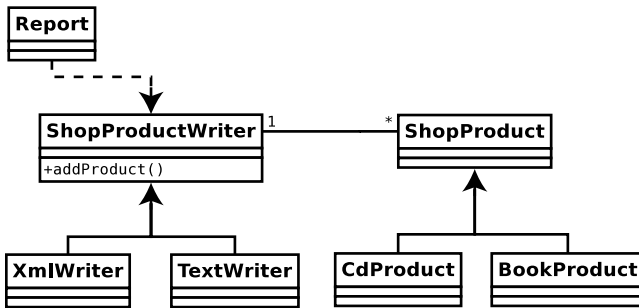 Report
ShopProductWriter
1
*
ShopProduct
+addProduct()
XmlWriter
TextWriter
CdProduct
BookProduct